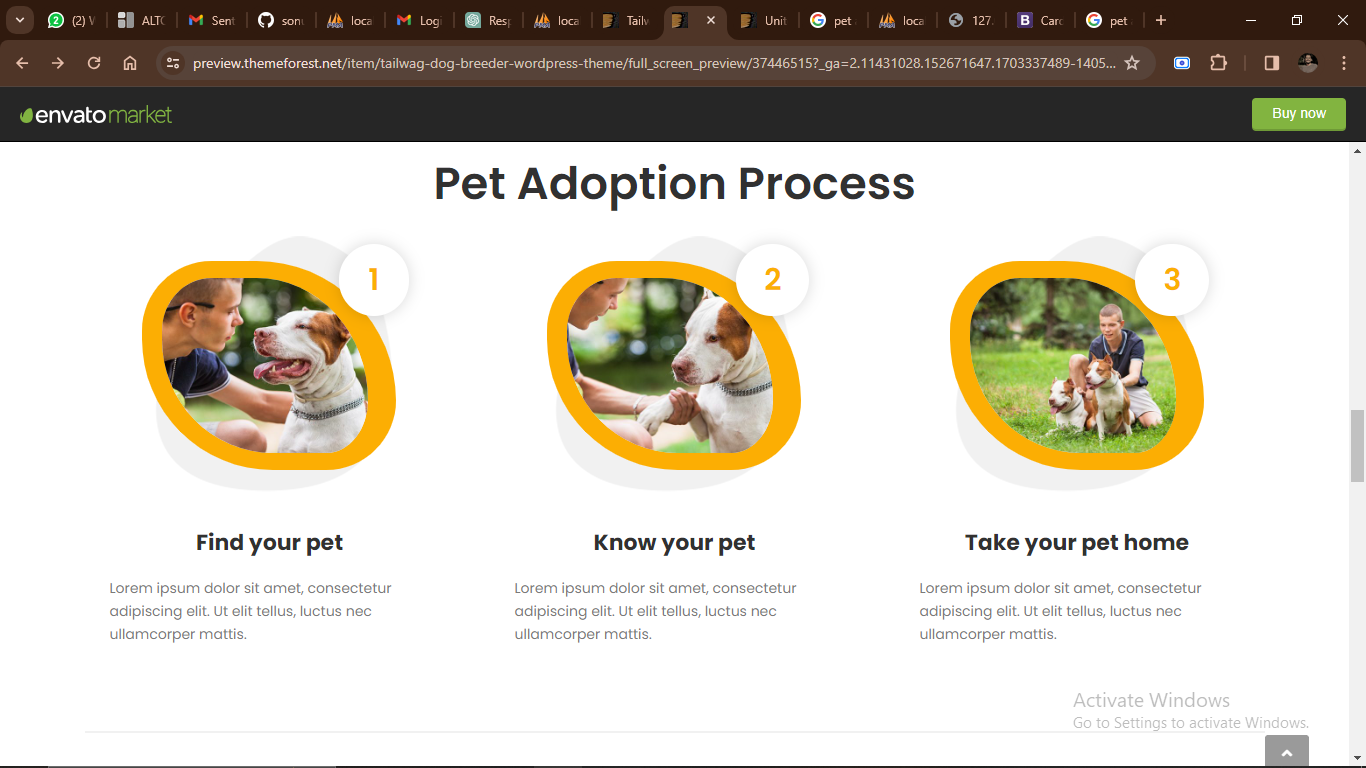 (2) W
ALTC
Sent
sonu
loca
Logi
Resp
loca
Tailw
Unit
pet
loca
127.
Carc
pet
preview.themeforest.net/item/tailwag-dog-breeder-wordpress-theme/full_screen_preview/37446515?_ga=2.11431028.152671647.1703337489-1405...
envato market
Buy now
Pet Adoption Process
1
2
3
Find your pet
Know your pet
Take your pet home
Lorem ipsum dolor sit amet, consectetur
adipiscing elit. Ut elit tellus, luctus nec
ullamcorper mattis.
Lorem ipsum dolor sit amet, consectetur
adipiscing elit. Ut elit tellus, luctus nec
ullamcorper mattis.
Lorem ipsum dolor sit amet, consectetur
adipiscing elit. Ut elit tellus, luctus nec
ullamcorper mattis.
Activate Windows
Go to Settings to activate Windows.